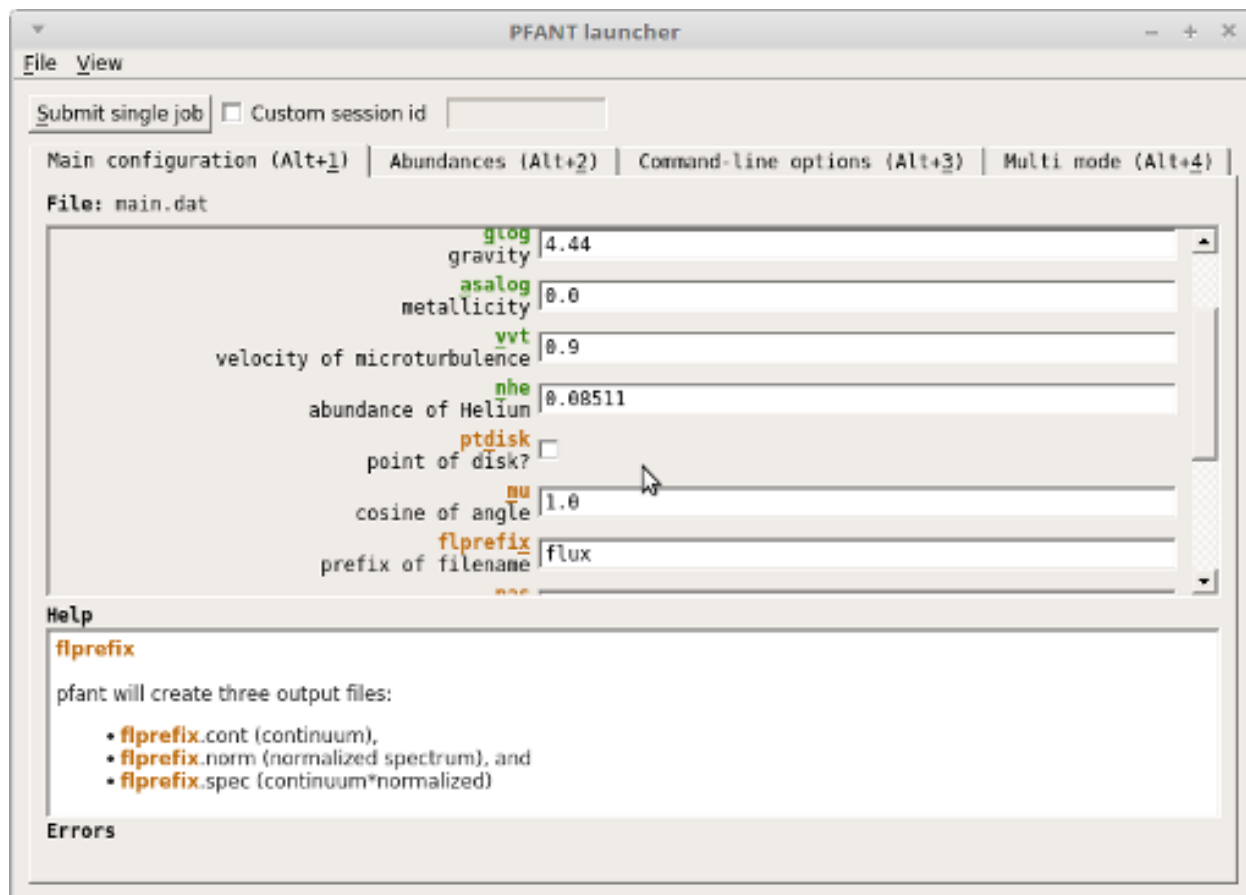 PFANT launcher
File View
Submit single job Custom session id
Main configuration (Alt+1) Abundances (Alt+2) Command-line options (Alt+3) Multi mode (Alt+4)
File: main.dat
glog
gravity 4.44
asalog
metallicity 0.0
vvt
velocity of microturbulence 0.9
nhe
abundance of Helium 0.08511
ptdisk
point of disk?
mu
cosine of angle 1.0
flprefix
prefix of filename flux
Help
flprefix
pfant will create three output files:
• flprefix.cont (continuum),
• flprefix.norm (normalized spectrum), and
• flprefix.spec (continuum*normalized)
Errors